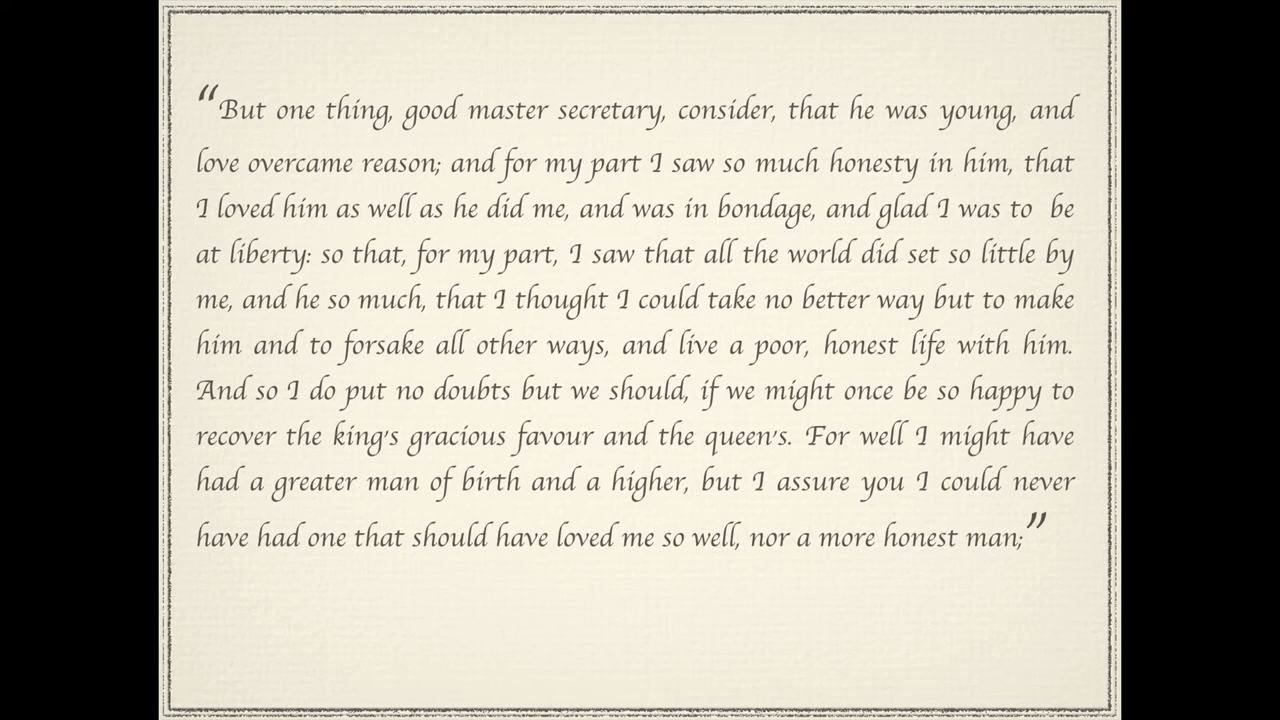 “But one thing, good master secretary, consider, that he was young, and
love overcame reason; and for my part I saw so much honesty in him, that
I loved him as well as he did me, and was in bondage, and glad I was to be
at liberty: so that, for my part, I saw that all the world did set so little by
me, and he so much, that I thought I could take no better way but to make
him and to forsake all other ways, and live a poor, honest life with him.
And so I do put no doubts but we should, if we might once be so happy to
recover the king's gracious favour and the queen's. For well I might have
had a greater man of birth and a higher, but I assure you I could never
have had one that should have loved me so well, nor a more honest man;”